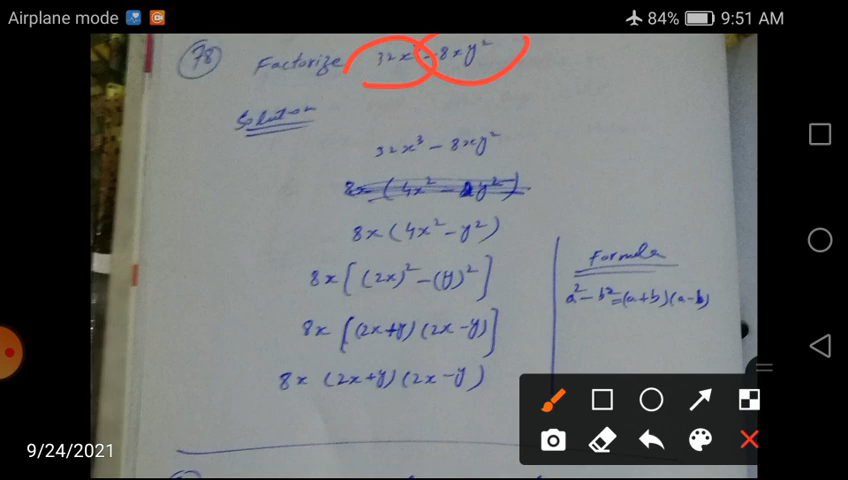 Airplane mode 84% 9:51 AM
78 Factorize 32x³ - 8xy²
Solution
32x³ - 8xy²
8x (4x² - y²)
8x (4x² - y²)
8x [(2x)² - (y)²]
8x [(2x+y) (2x-y)]
8x (2x+y) (2x-y)
Formula
a² - b² = (a+b) (a-b)
9/24/2021